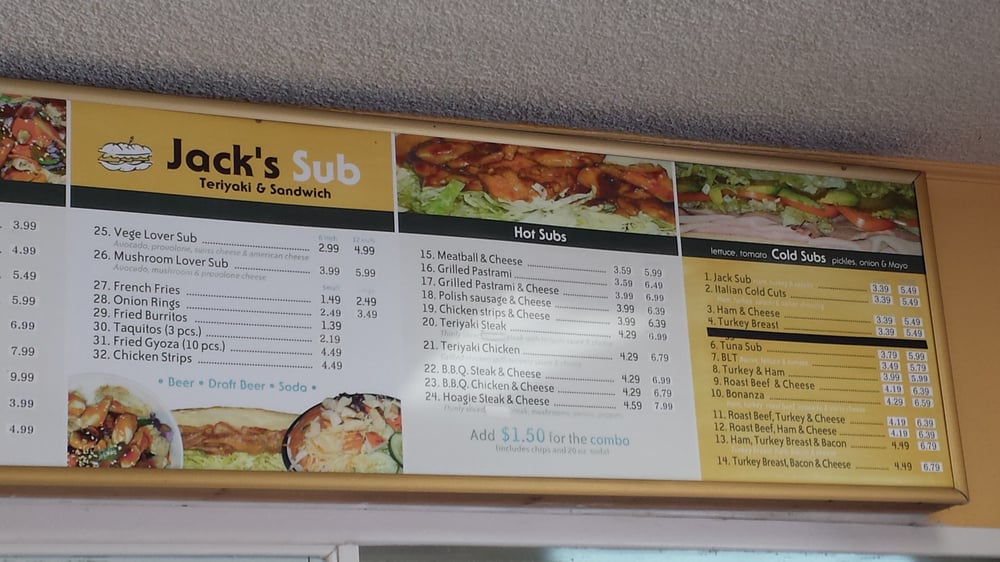 3.99
4.99
5.49
5.99
6.99
7.99
9.99
3.99
4.99
Jack's Sub
Teriyaki & Sandwich
6 inch 12 inch
25. Vege Lover Sub 2.99 4.99
Avocado, provolone, swiss cheese & american cheese
26. Mushroom Lover Sub 3.99 5.99
Avocado, mushroom & provolone cheese
Small
27. French Fries 1.49 2.49
28. Onion Rings 2.49 3.49
29. Fried Burritos 1.39
30. Taquitos (3 pcs.) 2.19
31. Fried Gyoza (10 pcs.) 4.49
32. Chicken Strips 4.49
• Beer • Draft Beer • Soda •
Hot Subs
15. Meatball & Cheese 3.59 5.99
16. Grilled Pastrami 3.59 6.49
17. Grilled Pastrami & Cheese 3.99 6.99
18. Polish sausage & Cheese 3.99 6.39
19. Chicken strips & Cheese 3.99 6.39
20. Teriyaki Steak 4.29 6.99
21. Teriyaki Chicken 4.29 6.79
22. B.B.Q. Steak & Cheese 4.29 6.99
23. B.B.Q. Chicken & Cheese 4.29 6.79
24. Hoagie Steak & Cheese 4.59 7.99
Thinly sliced
Add $1.50 for the combo
(includes chips and 20 oz. soda)
lettuce, tomato Cold Subs pickles, onion & Mayo
1. Jack Sub 3.39 5.49
2. Italian Cold Cuts 3.39 5.49
3. Ham & Cheese 3.39 5.49
4. Turkey Breast 3.39 5.49
6. Tuna Sub 3.79 5.99
7. BLT 3.49 5.79
8. Turkey & Ham 3.99 5.99
9. Roast Beef & Cheese 4.19 6.39
10. Bonanza 4.29 6.59
11. Roast Beef, Turkey & Cheese 4.19 6.39
12. Roast Beef, Ham & Cheese 4.19 6.39
13. Ham, Turkey Breast & Bacon 4.49 6.79
14. Turkey Breast, Bacon & Cheese 4.49 6.79